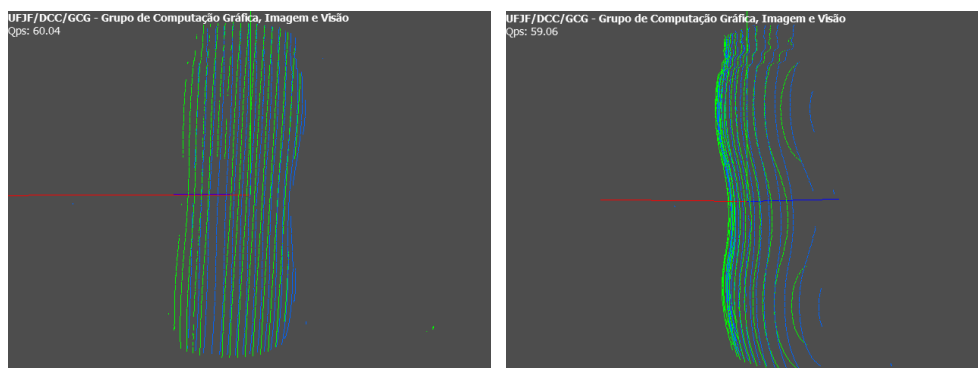 UFJF/DCC/GCG - Grupo de Computação Gráfica, Imagem e Visão
Qps: 60.04
UFJF/DCC/GCG - Grupo de Computação Gráfica, Imagem e Visão
Qps: 59.06